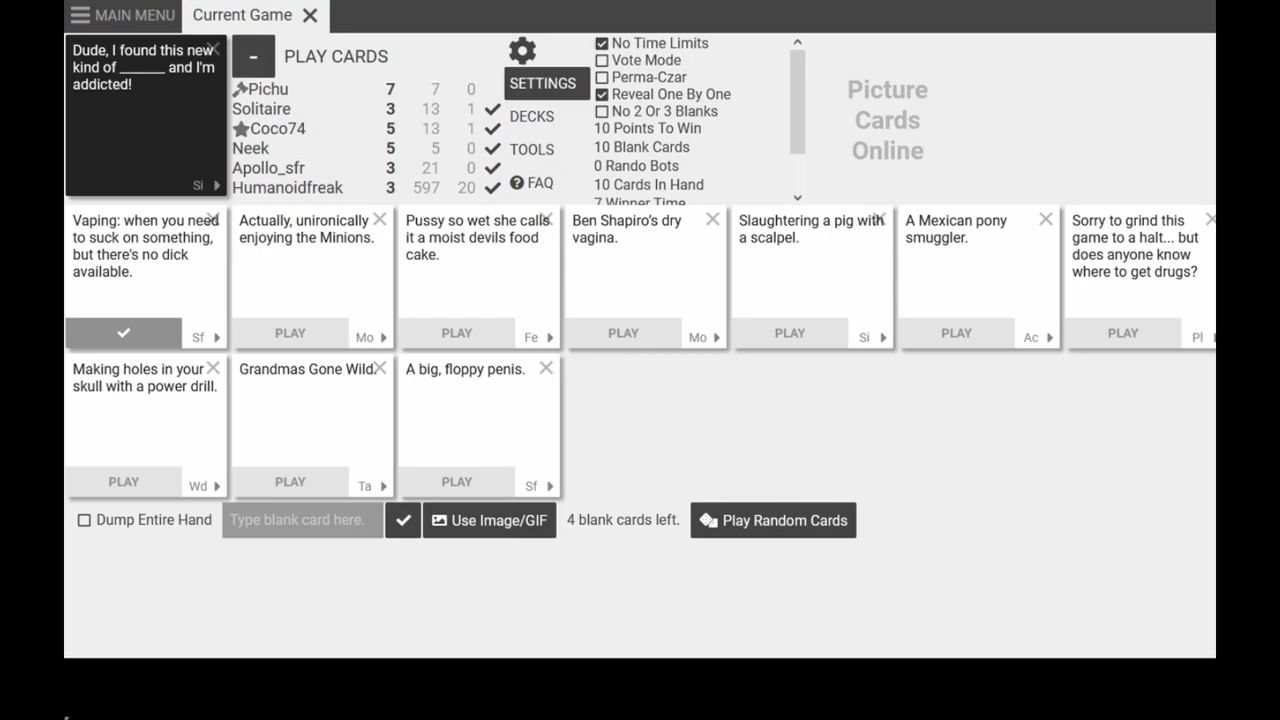 MAIN MENU
Current Game
Dude, I found this new
kind of ______ and I'm
addicted!
Si
-
PLAY CARDS
Pichu 7 7 0
Solitaire 3 13 1
Coco74 5 13 1
Neek 5 5 0
Apollo_sfr 3 21 0
Humanoidfreak 3 597 20
SETTINGS
DECKS
TOOLS
FAQ
No Time Limits
Vote Mode
Perma-Czar
Reveal One By One
No 2 Or 3 Blanks
10 Points To Win
10 Blank Cards
0 Rando Bots
10 Cards In Hand
7 Winner Time
Picture
Cards
Online
Vaping: when you need
to suck on something,
but there's no dick
available.
Sf
Actually, unironically
enjoying the Minions.
PLAY
Mo
Pussy so wet she calls
it a moist devils food
cake.
PLAY
Fe
Ben Shapiro's dry
vagina.
PLAY
Mo
Slaughtering a pig with
a scalpel.
PLAY
Si
A Mexican pony
smuggler.
PLAY
Ac
Sorry to grind this
game to a halt... but
does anyone know
where to get drugs?
PLAY
Pl
Making holes in your
skull with a power drill.
PLAY
Wd
Grandmas Gone Wild.
PLAY
Ta
A big, floppy penis.
PLAY
Sf
Dump Entire Hand
Type blank card here.
Use Image/GIF
4 blank cards left.
Play Random Cards